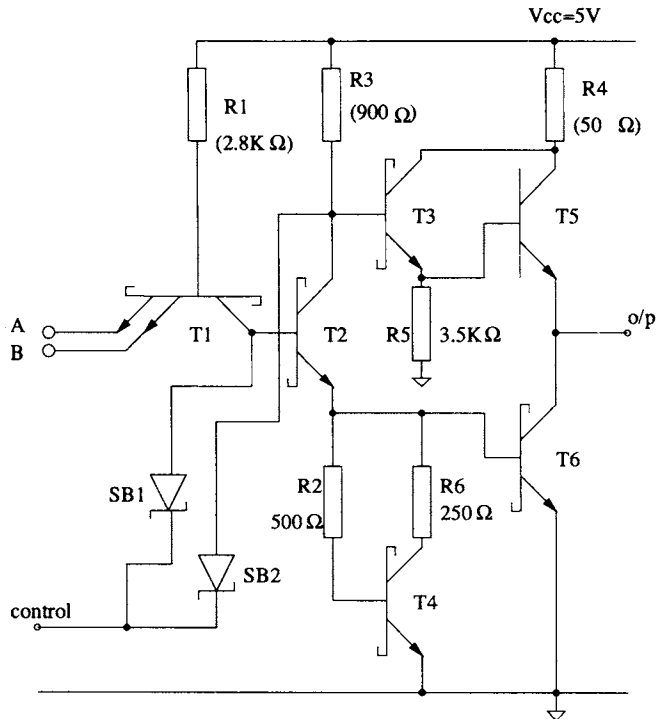 Vcc=5V
R1
(2.8K Ω)
R3
(900 Ω)
R4
(50 Ω)
T3
T5
A
B
T1
T2
R5
3.5K Ω
o/p
SB1
R2
500 Ω
R6
250 Ω
T6
SB2
T4
control